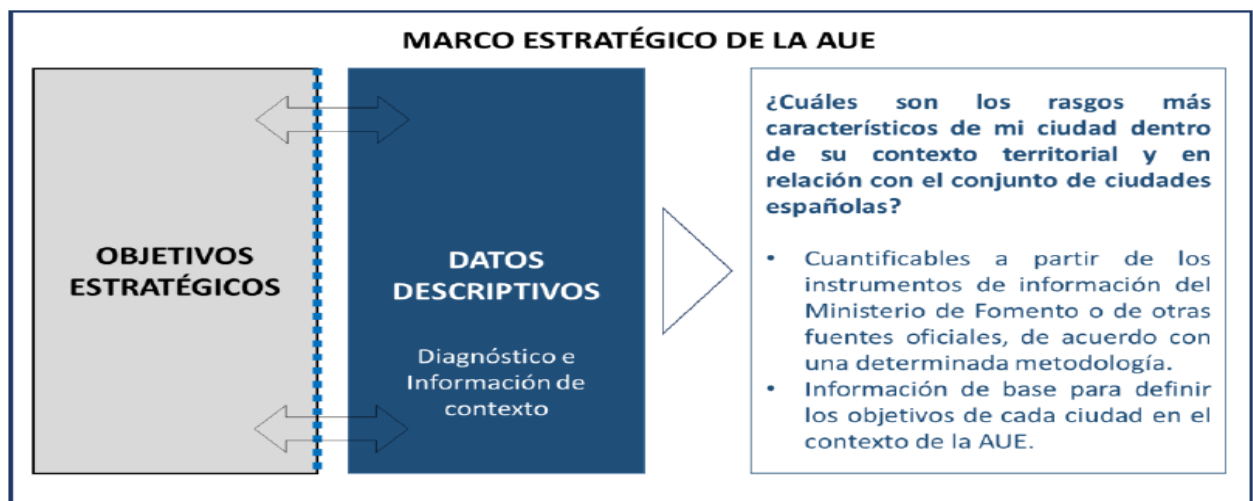 MARCO ESTRATÉGICO DE LA AUE
OBJETIVOS
ESTRATÉGICOS
DATOS
DESCRIPTIVOS
Diagnóstico e
Información de
contexto
¿Cuáles son los rasgos más
característicos de mi ciudad dentro
de su contexto territorial y en
relación con el conjunto de ciudades
españolas?
• Cuantificables a partir de los
instrumentos de información del
Ministerio de Fomento o de otras
fuentes oficiales, de acuerdo con
una determinada metodología.
• Información de base para definir
los objetivos de cada ciudad en el
contexto de la AUE.